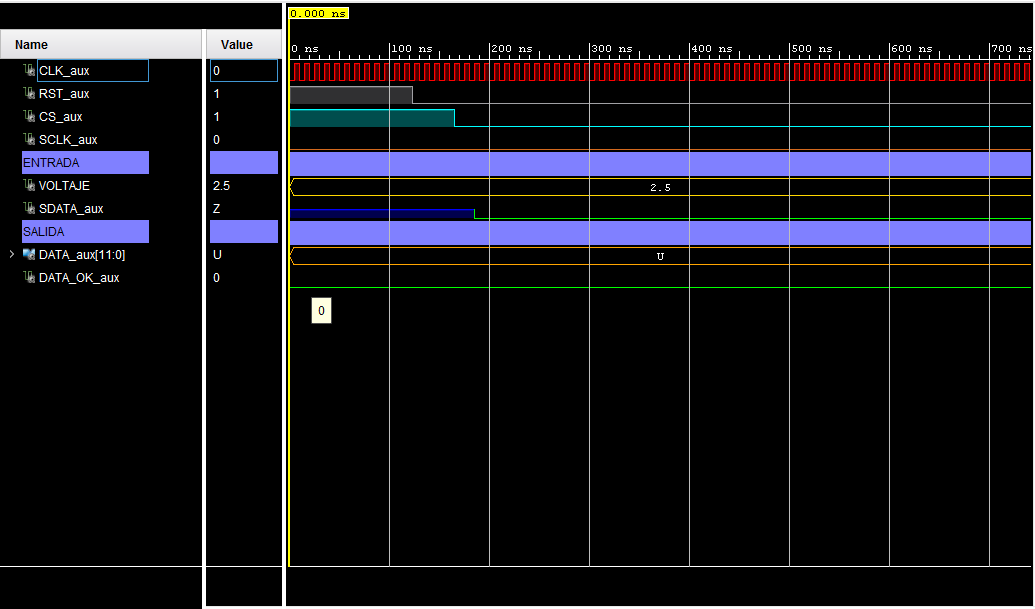 0.000 ns
Name Value 0 ns 100 ns 200 ns 300 ns 400 ns 500 ns 600 ns 700 ns
CLK_aux 0
RST_aux 1
CS_aux 1
SCLK_aux 0
ENTRADA
VOLTAJE 2.5 2.5
SDATA_aux Z
SALIDA
DATA_aux[11:0] U U
DATA_OK_aux 0
0